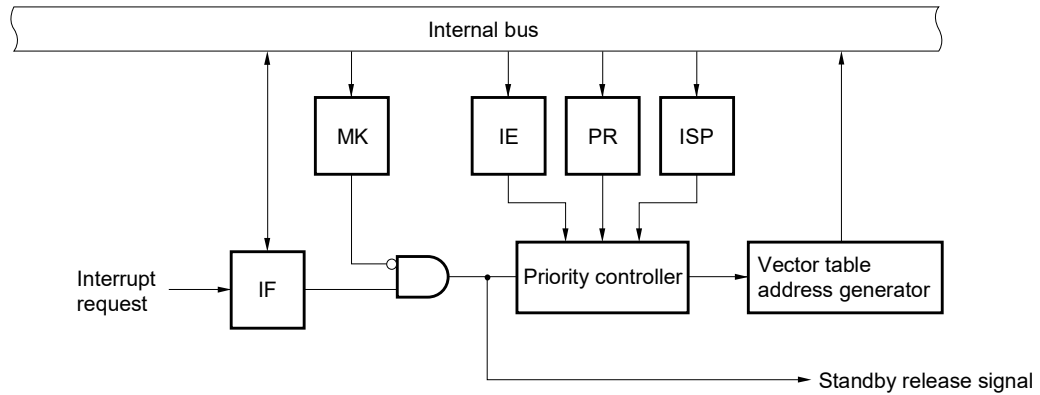 Internal bus
MK
IE
PR
ISP
Interrupt
request
IF
Priority controller
Vector table
address generator
Standby release signal